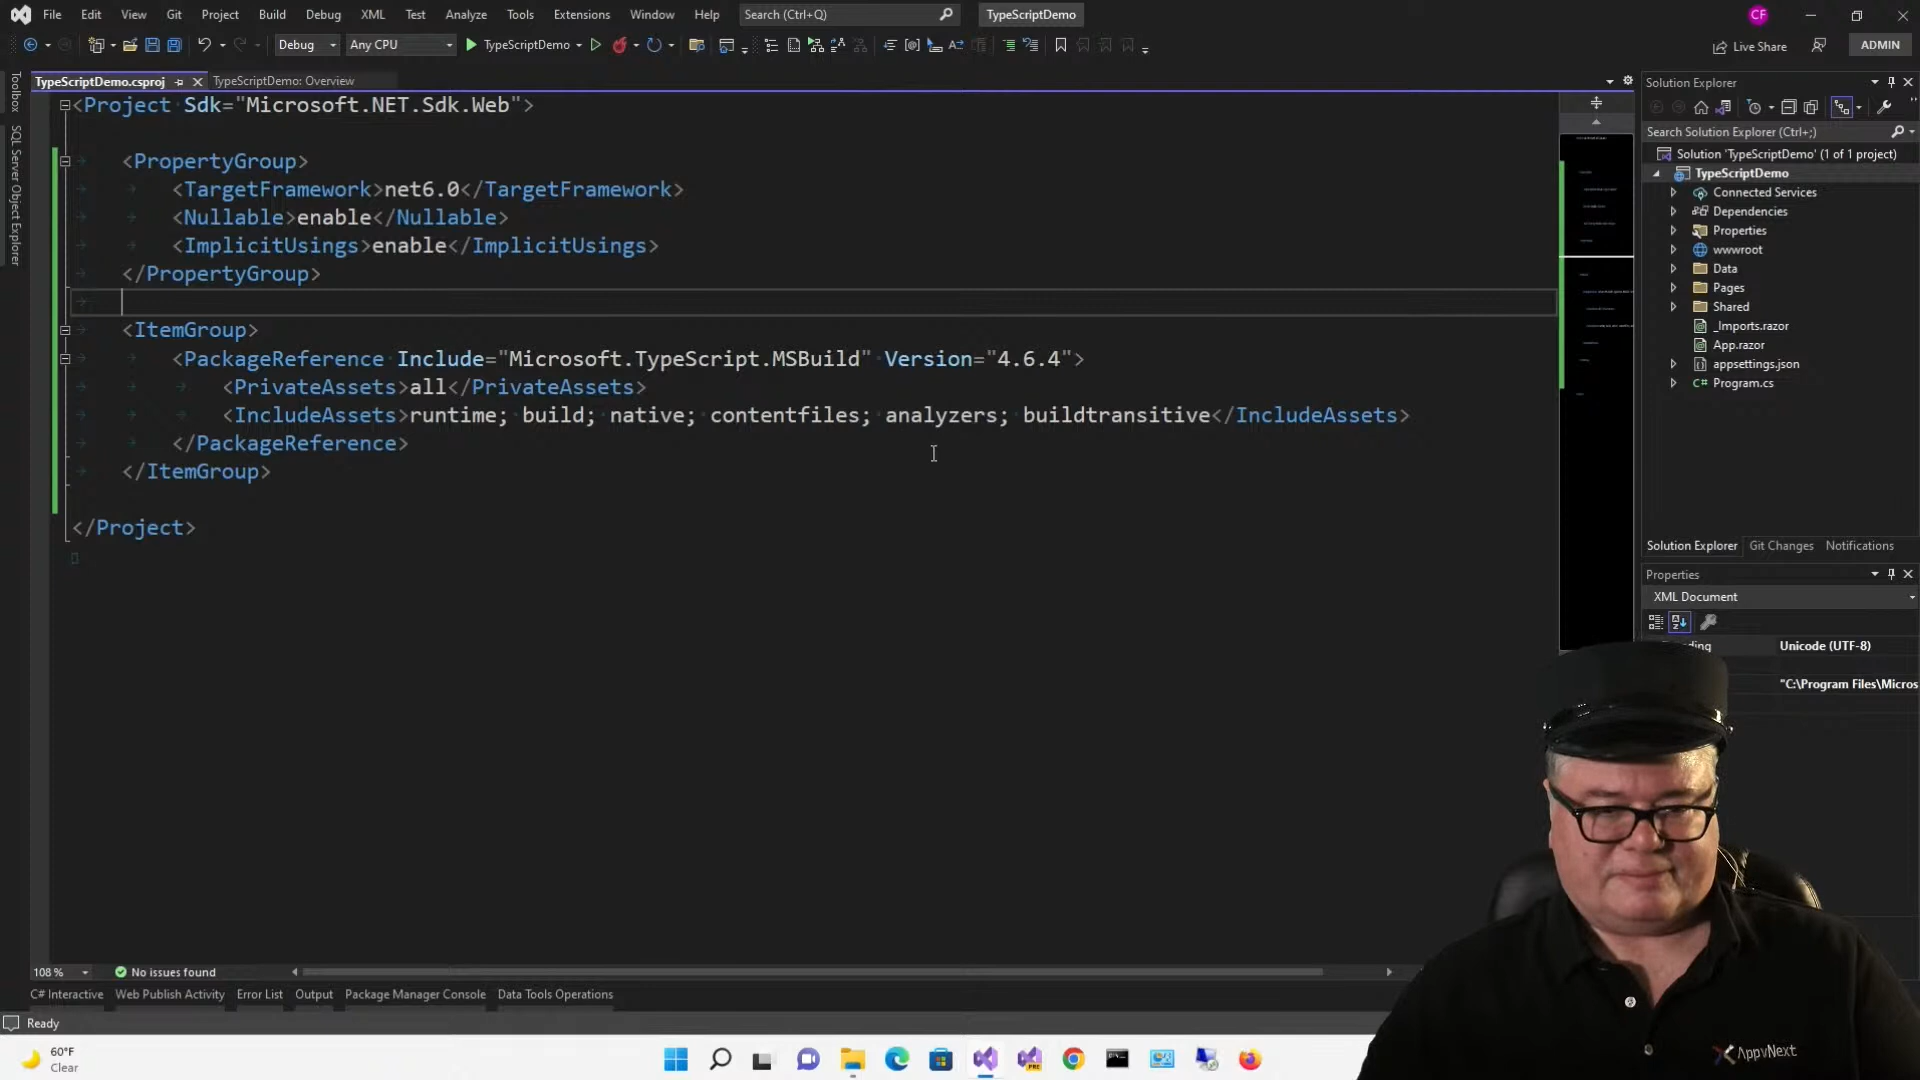 File Edit View Git Project Build Debug XML Test Analyze Tools Extensions Window Help Search (Ctrl+Q) TypeScriptDemo CF
Debug Any CPU TypeScriptDemo Live Share ADMIN
Toolbox
SQL Server Object Explorer
TypeScriptDemo.csproj TypeScriptDemo: Overview
<Project Sdk="Microsoft.NET.Sdk.Web">
<PropertyGroup>
<TargetFramework>net6.0</TargetFramework>
<Nullable>enable</Nullable>
<ImplicitUsings>enable</ImplicitUsings>
</PropertyGroup>
<ItemGroup>
<PackageReference Include="Microsoft.TypeScript.MSBuild" Version="4.6.4">
<PrivateAssets>all</PrivateAssets>
<IncludeAssets>runtime; build; native; contentfiles; analyzers; buildtransitive</IncludeAssets>
</PackageReference>
</ItemGroup>
</Project>
Solution Explorer
Search Solution Explorer (Ctrl+;)
Solution 'TypeScriptDemo' (1 of 1 project)
TypeScriptDemo
Connected Services
Dependencies
Properties
wwwroot
Data
Pages
Shared
_Imports.razor
App.razor
appsettings.json
Program.cs
Solution Explorer Git Changes Notifications
Properties
XML Document
Unicode (UTF-8)
"C:\Program Files\Micros
108 % No issues found
C# Interactive Web Publish Activity Error List Output Package Manager Console Data Tools Operations
Ready
60°F
Clear
PRE
AppvNext